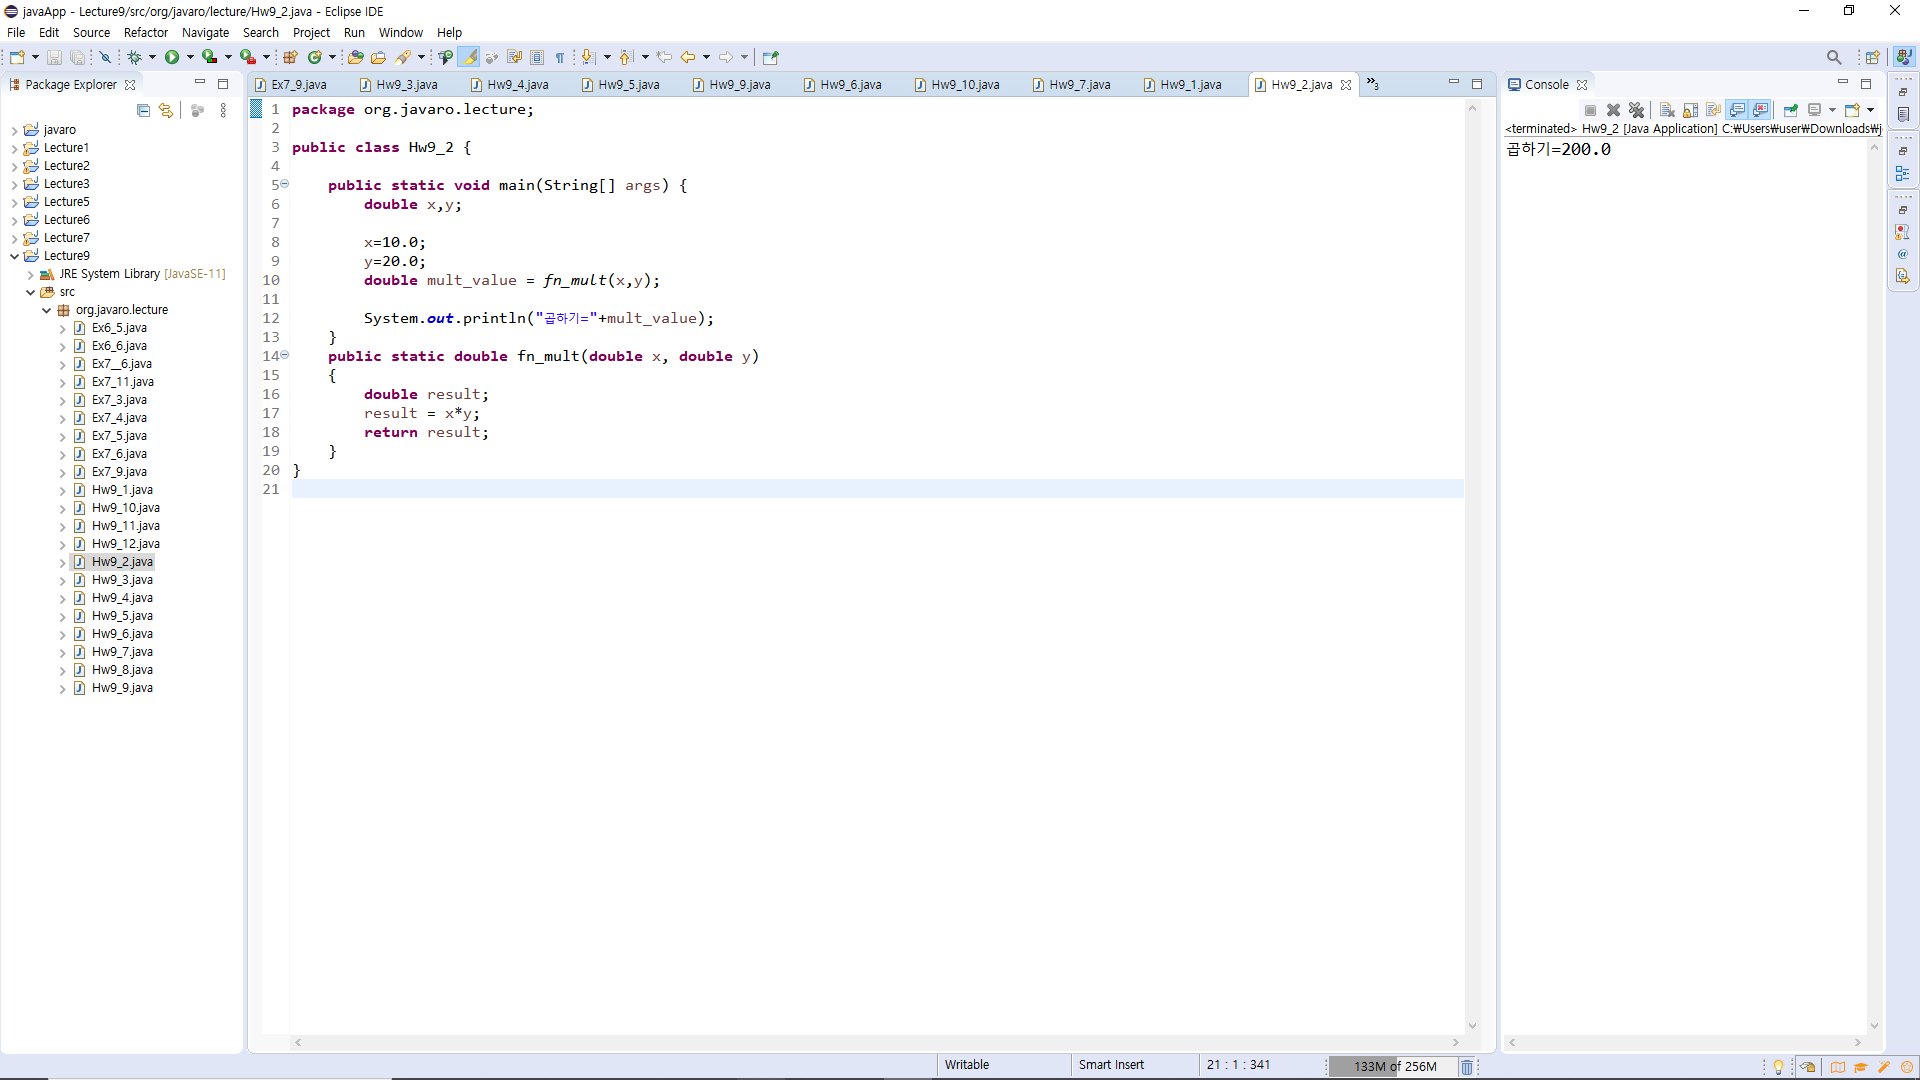 javaApp - Lecture9/src/org/javaro/lecture/Hw9_2.java - Eclipse IDE
File Edit Source Refactor Navigate Search Project Run Window Help
Package Explorer
javaro
Lecture1
Lecture2
Lecture3
Lecture5
Lecture6
Lecture7
Lecture9
JRE System Library [JavaSE-11]
src
org.javaro.lecture
Ex6_5.java
Ex6_6.java
Ex7__6.java
Ex7_11.java
Ex7_3.java
Ex7_4.java
Ex7_5.java
Ex7_6.java
Ex7_9.java
Hw9_1.java
Hw9_10.java
Hw9_11.java
Hw9_12.java
Hw9_2.java
Hw9_3.java
Hw9_4.java
Hw9_5.java
Hw9_6.java
Hw9_7.java
Hw9_8.java
Hw9_9.java
Ex7_9.java Hw9_3.java Hw9_4.java Hw9_5.java Hw9_9.java Hw9_6.java Hw9_10.java Hw9_7.java Hw9_1.java Hw9_2.java »3
1 package org.javaro.lecture;
2
3 public class Hw9_2 {
4
5 public static void main(String[] args) {
6 double x,y;
7
8 x=10.0;
9 y=20.0;
10 double mult_value = fn_mult(x,y);
11
12 System.out.println("곱하기="+mult_value);
13 }
14 public static double fn_mult(double x, double y)
15 {
16 double result;
17 result = x*y;
18 return result;
19 }
20 }
21
Console
<terminated> Hw9_2 [Java Application] C:₩Users₩user₩Downloads₩j
곱하기=200.0
Writable Smart Insert 21 : 1 : 341 133M of 256M